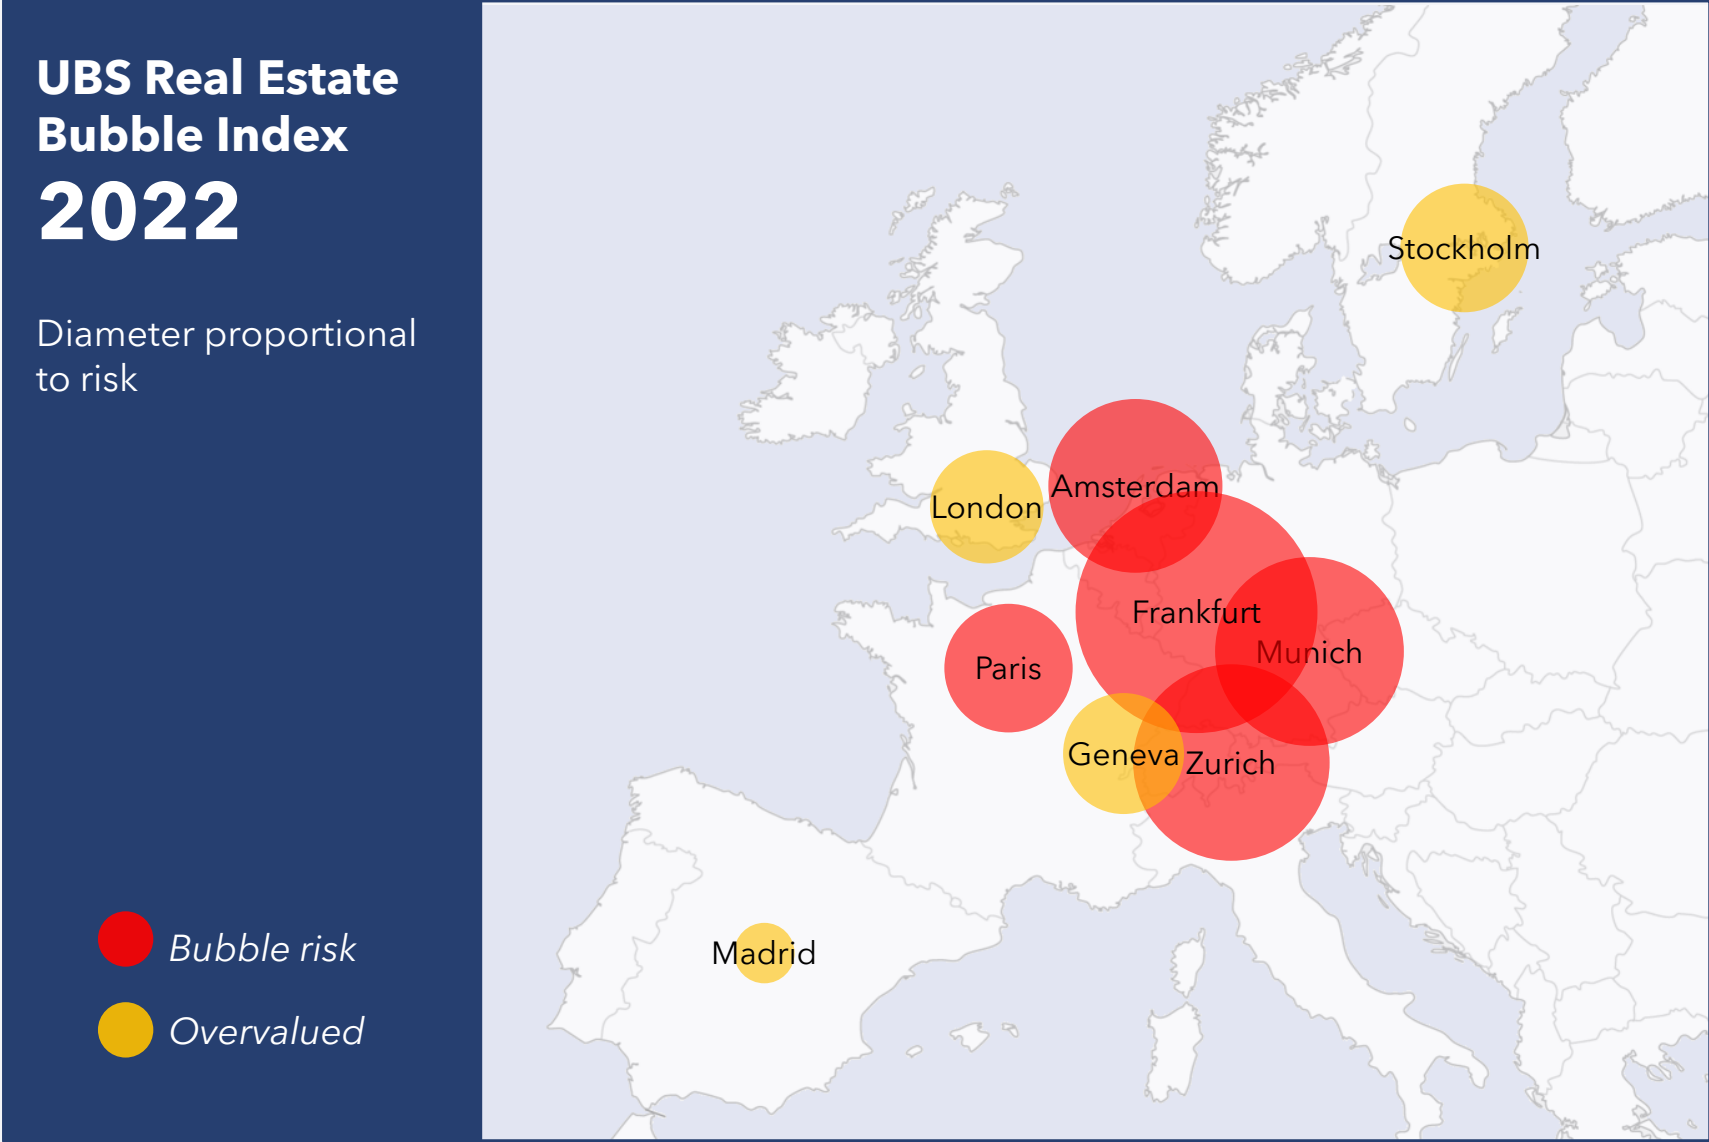 UBS Real Estate
Bubble Index
2022
Diameter proportional
to risk
Bubble risk
Overvalued
Stockholm
Amsterdam
London
Frankfurt
Munich
Paris
Geneva
Zurich
Madrid